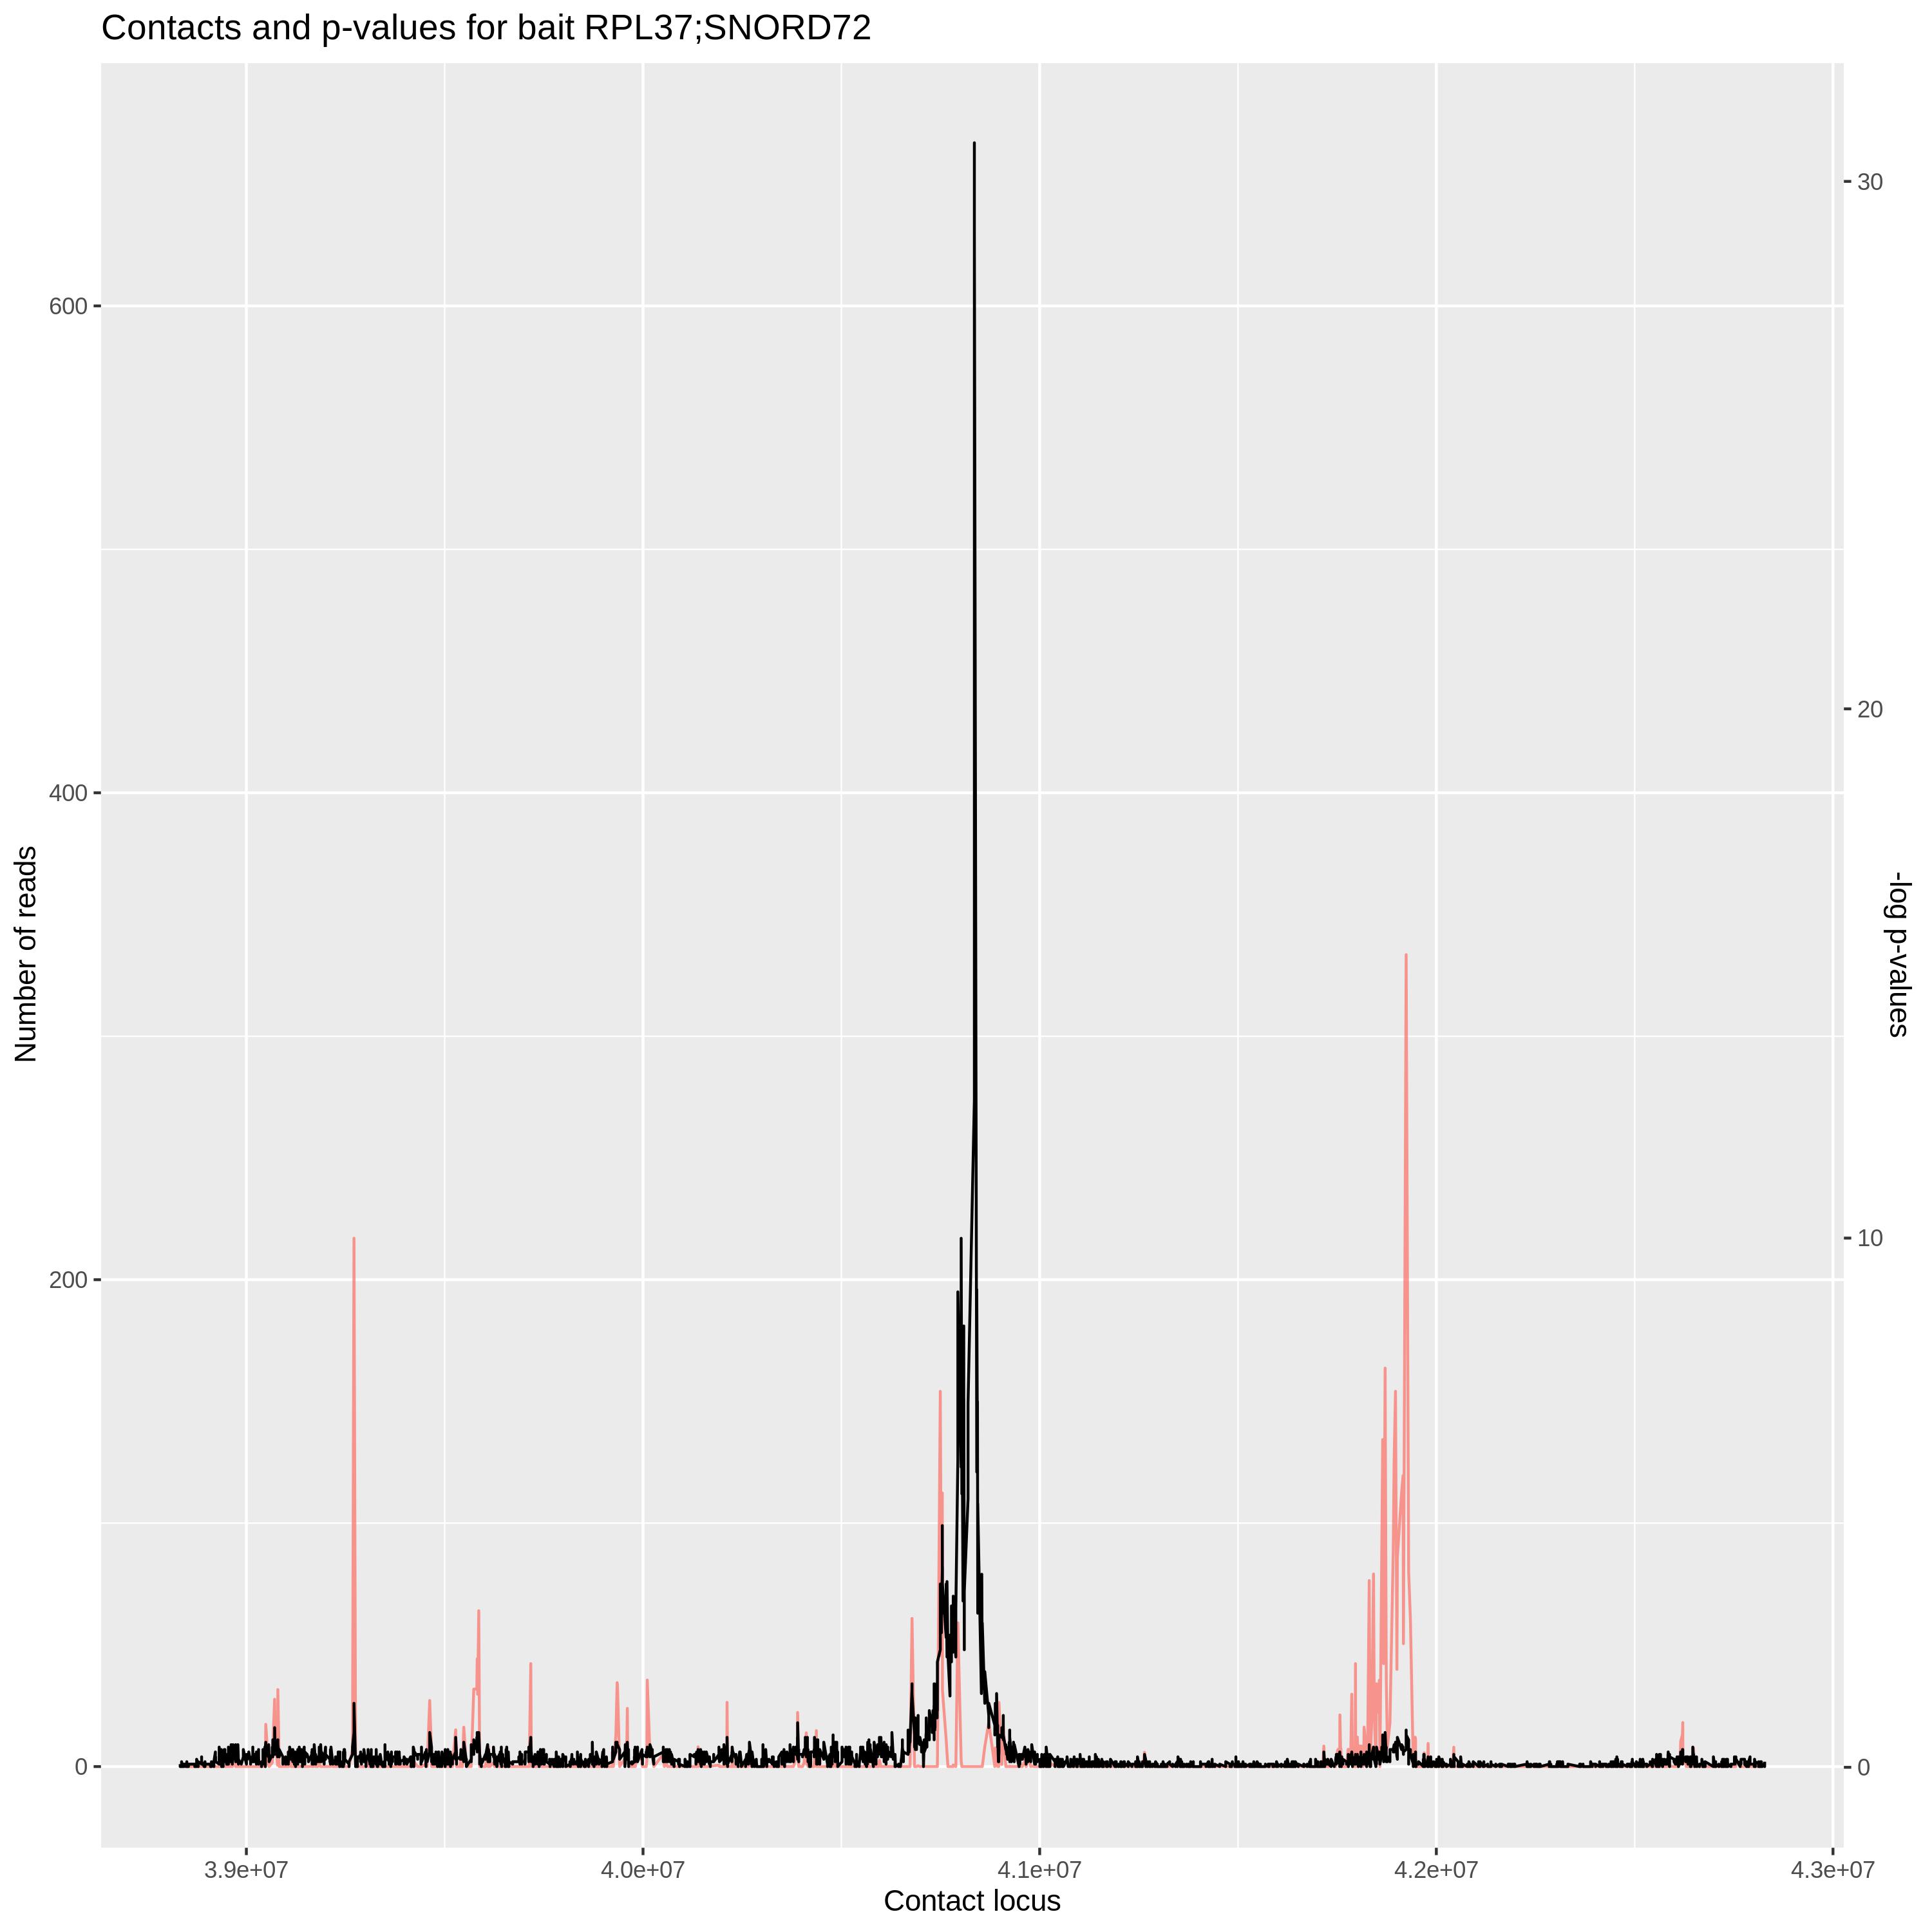 Contacts and p-values for bait RPL37;SNORD72
600
400
200
0
Number of reads
30
20
10
0
-log p-values
3.9e+07
4.0e+07
4.1e+07
4.2e+07
4.3e+07
Contact locus